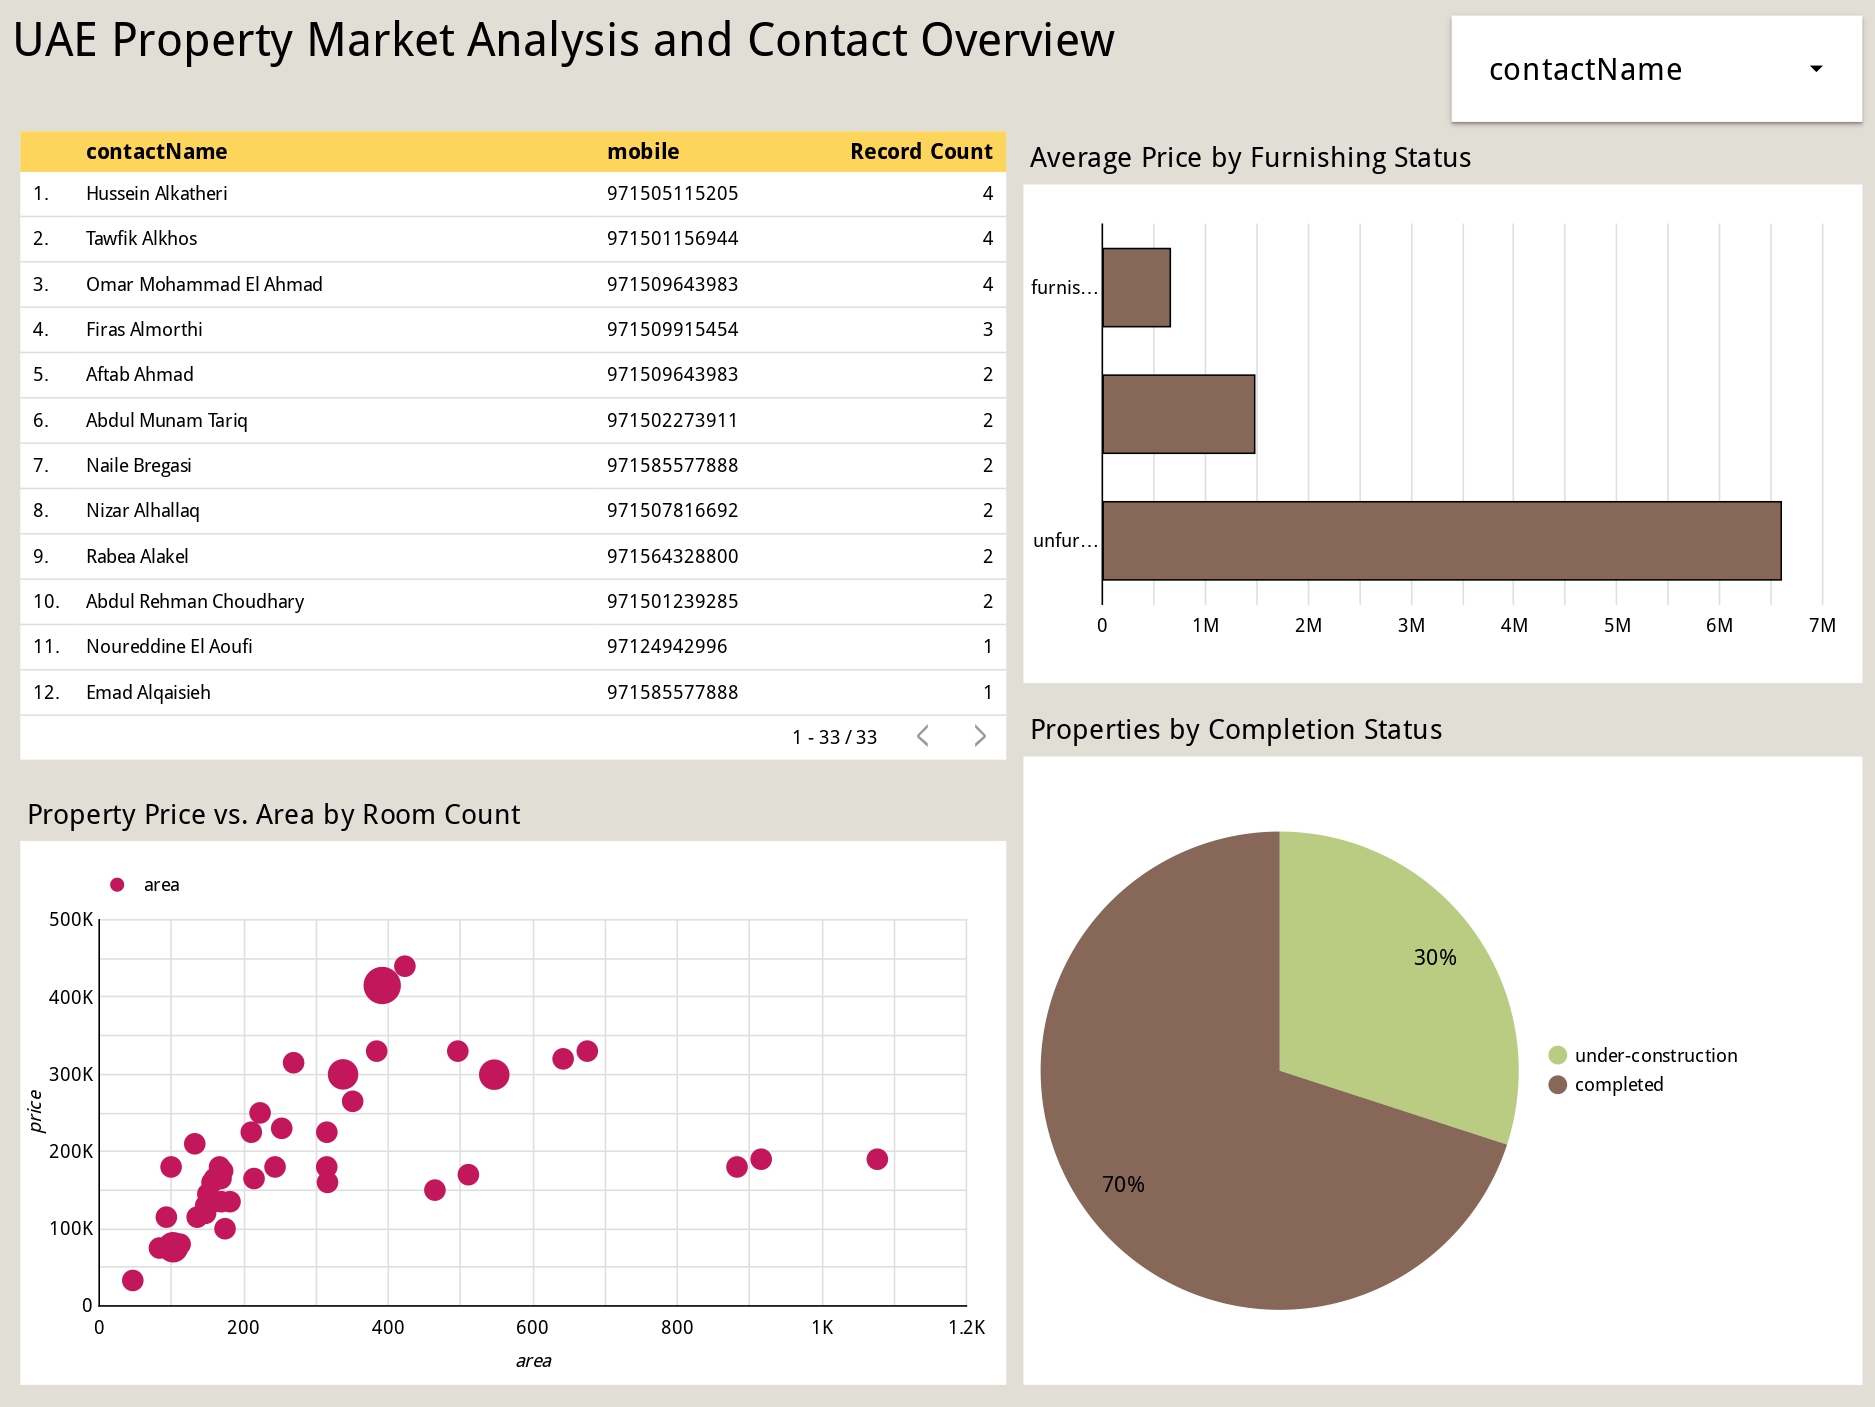 UAE Property Market Analysis and Contact Overview
contactName
contactName mobile Record Count
1. Hussein Alkatheri 971505115205 4
2. Tawfik Alkhos 971501156944 4
3. Omar Mohammad El Ahmad 971509643983 4
4. Firas Almorthi 971509915454 3
5. Aftab Ahmad 971509643983 2
6. Abdul Munam Tariq 971502273911 2
7. Naile Bregasi 971585577888 2
8. Nizar Alhallaq 971507816692 2
9. Rabea Alakel 971564328800 2
10. Abdul Rehman Choudhary 971501239285 2
11. Noureddine El Aoufi 97124942996 1
12. Emad Alqaisieh 971585577888 1
1 - 33 / 33
Average Price by Furnishing Status
furnis...
unfur...
0 1M 2M 3M 4M 5M 6M 7M
Property Price vs. Area by Room Count
area
500K
400K
300K
200K
100K
0
price
0 200 400 600 800 1K 1.2K
area
Properties by Completion Status
30%
70%
under-construction
completed